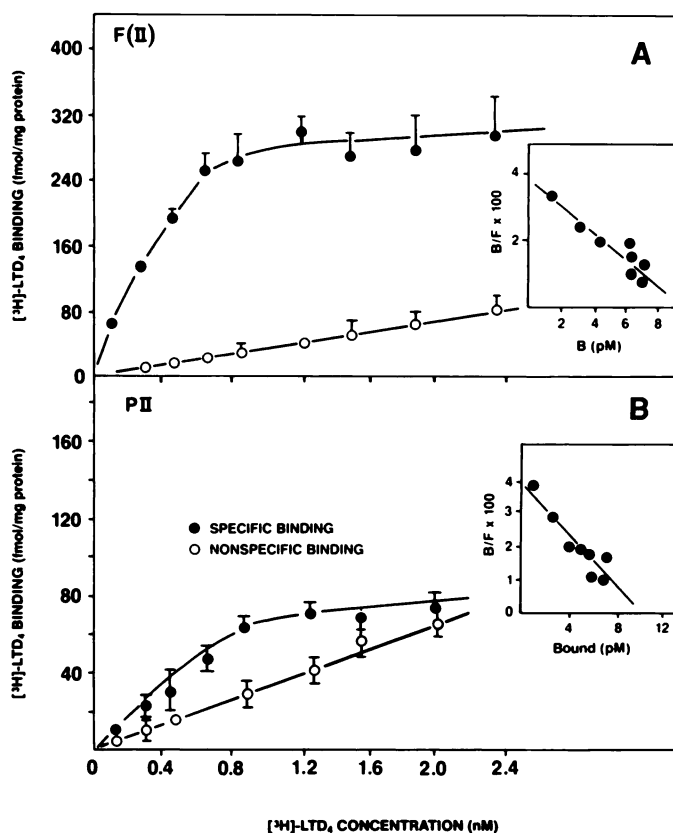 F(II)
A
[³H]-LTD₄ BINDING (fmol/mg protein)
400
320
240
160
80
0
B/F x 100
4
2
2 4 6 8
B (pM)
PII
B
[³H]-LTD₄ BINDING (fmol/mg protein)
160
120
80
40
● SPECIFIC BINDING
○ NONSPECIFIC BINDING
B/F x 100
4
3
2
1
0
4 8 12
Bound (pM)
0 0.4 0.8 1.2 1.6 2.0 2.4
[³H]-LTD₄ CONCENTRATION (nM)